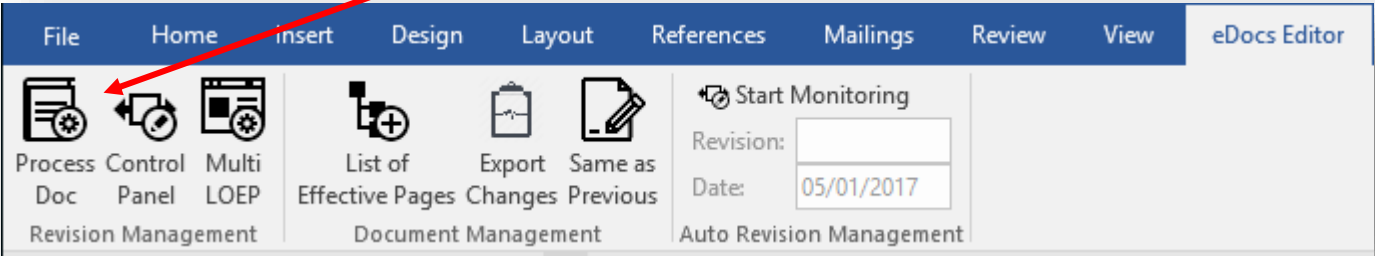 File Home Insert Design Layout References Mailings Review View eDocs Editor
Process Doc
Control Panel
Multi LOEP
List of Effective Pages
Export Changes
Same as Previous
Start Monitoring
Revision:
Date: 05/01/2017
Revision Management
Document Management
Auto Revision Management